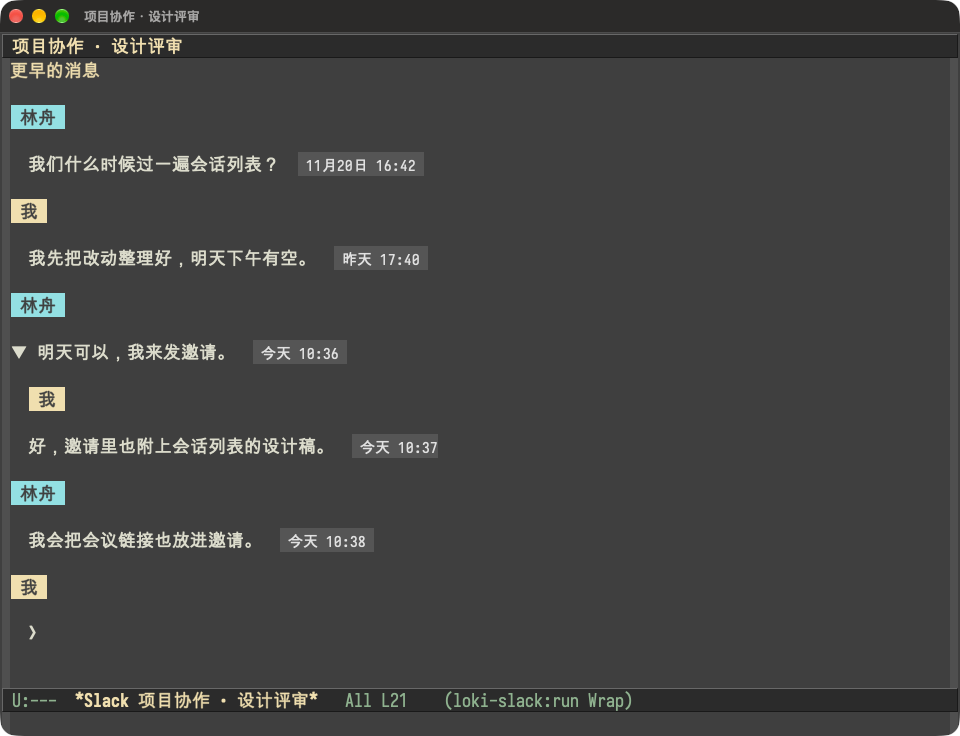 项目协作 · 设计评审
项目协作 · 设计评审
更早的消息
林舟
我们什么时候过一遍会话列表？ 11月20日 16:42
我
我先把改动整理好，明天下午有空。 昨天 17:40
林舟
▼ 明天可以，我来发邀请。 今天 10:36
我
好，邀请里也附上会话列表的设计稿。 今天 10:37
林舟
我会把会议链接也放进邀请。 今天 10:38
我
❯
U:--- *Slack 项目协作 · 设计评审* All L21 (loki-slack:run Wrap)